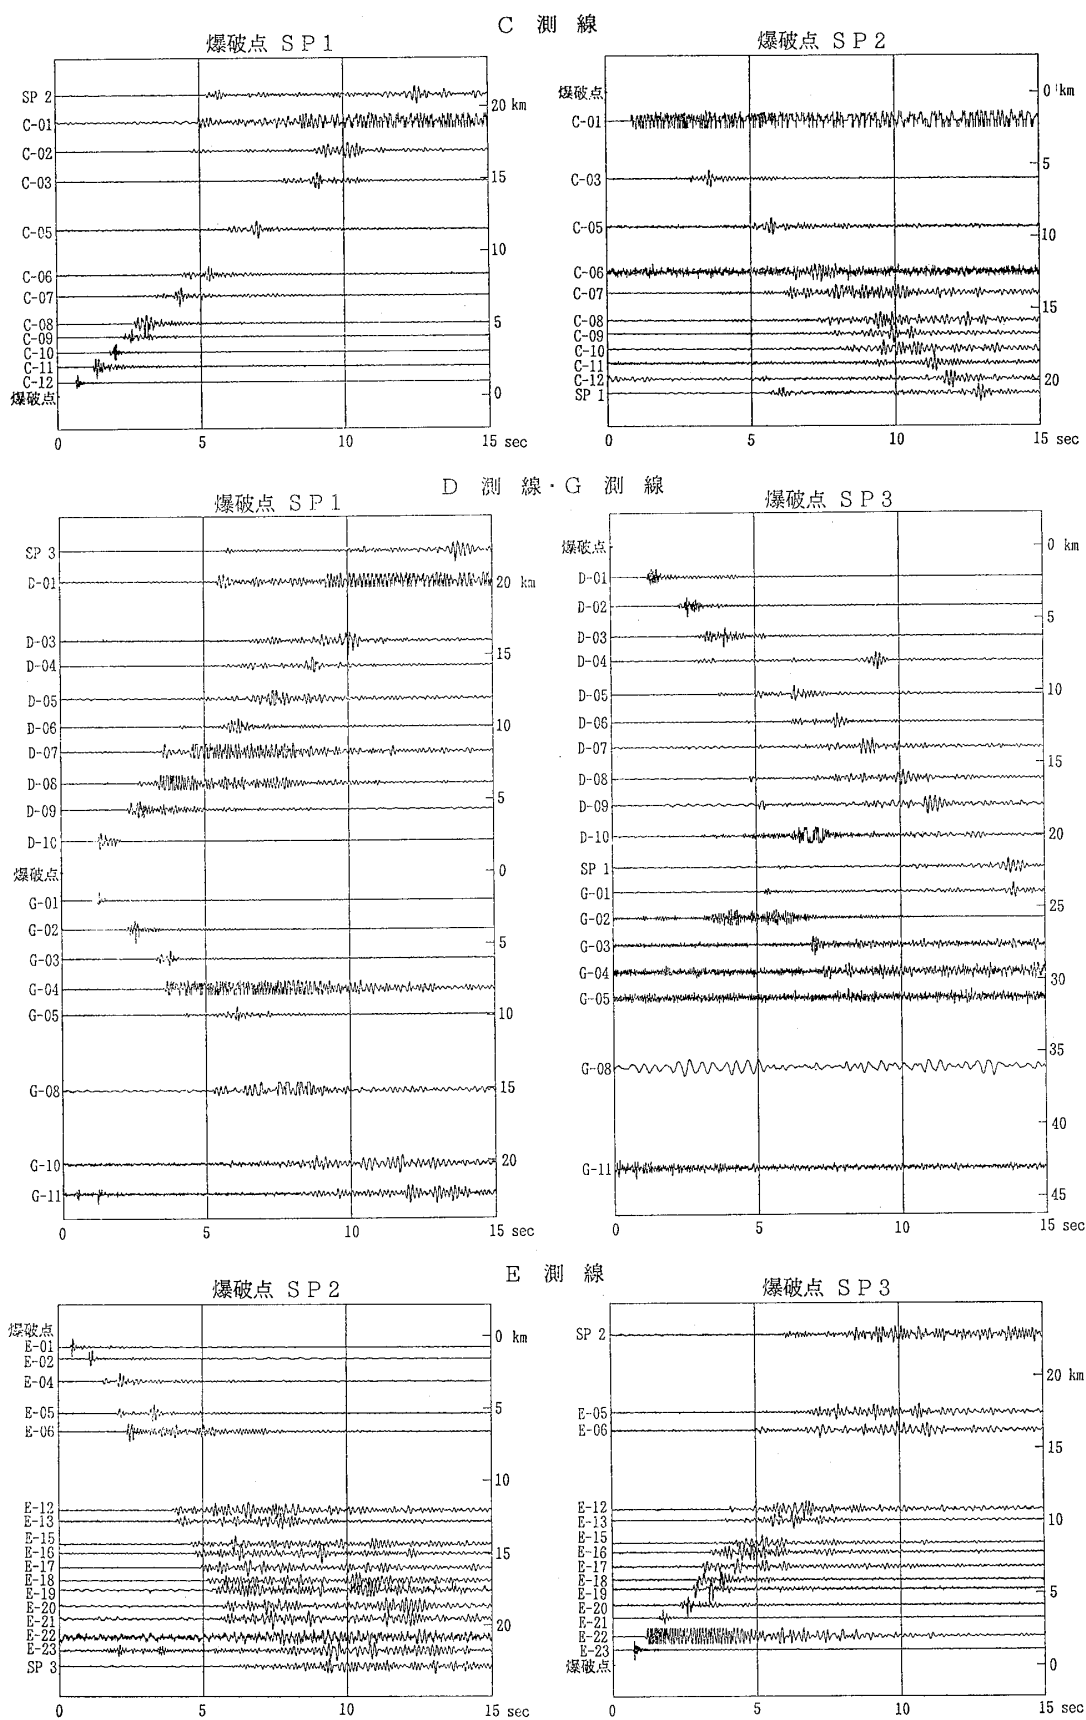 C 測 線
爆破点 SP1
SP 2
C-01
C-02
C-03
C-05
C-06
C-07
C-08
C-09
C-10
C-11
C-12
爆破点
20 km
15
10
5
0
0 5 10 15 sec
爆破点 SP2
爆破点
C-01
C-03
C-05
C-06
C-07
C-08
C-09
C-10
C-11
C-12
SP 1
0 km
5
10
15
20
0 5 10 15 sec
D 測 線・G 測 線
爆破点 SP1
SP 3
D-01
D-03
D-04
D-05
D-06
D-07
D-08
D-09
D-10
爆破点
G-01
G-02
G-03
G-04
G-05
G-08
G-10
G-11
20 km
15
10
5
0
5
10
15
20
0 5 10 15 sec
爆破点 SP3
爆破点
D-01
D-02
D-03
D-04
D-05
D-06
D-07
D-08
D-09
D-10
SP 1
G-01
G-02
G-03
G-04
G-05
G-08
G-11
0 km
5
10
15
20
25
30
35
40
45
0 5 10 15 sec
E 測 線
爆破点 SP2
爆破点
E-01
E-02
E-04
E-05
E-06
E-12
E-13
E-15
E-16
E-17
E-18
E-19
E-20
E-21
E-22
E-23
SP 3
0 km
5
10
15
20
0 5 10 15 sec
爆破点 SP3
SP 2
E-05
E-06
E-12
E-13
E-15
E-16
E-17
E-18
E-19
E-20
E-21
E-22
E-23
爆破点
20 km
15
10
5
0
0 5 10 15 sec